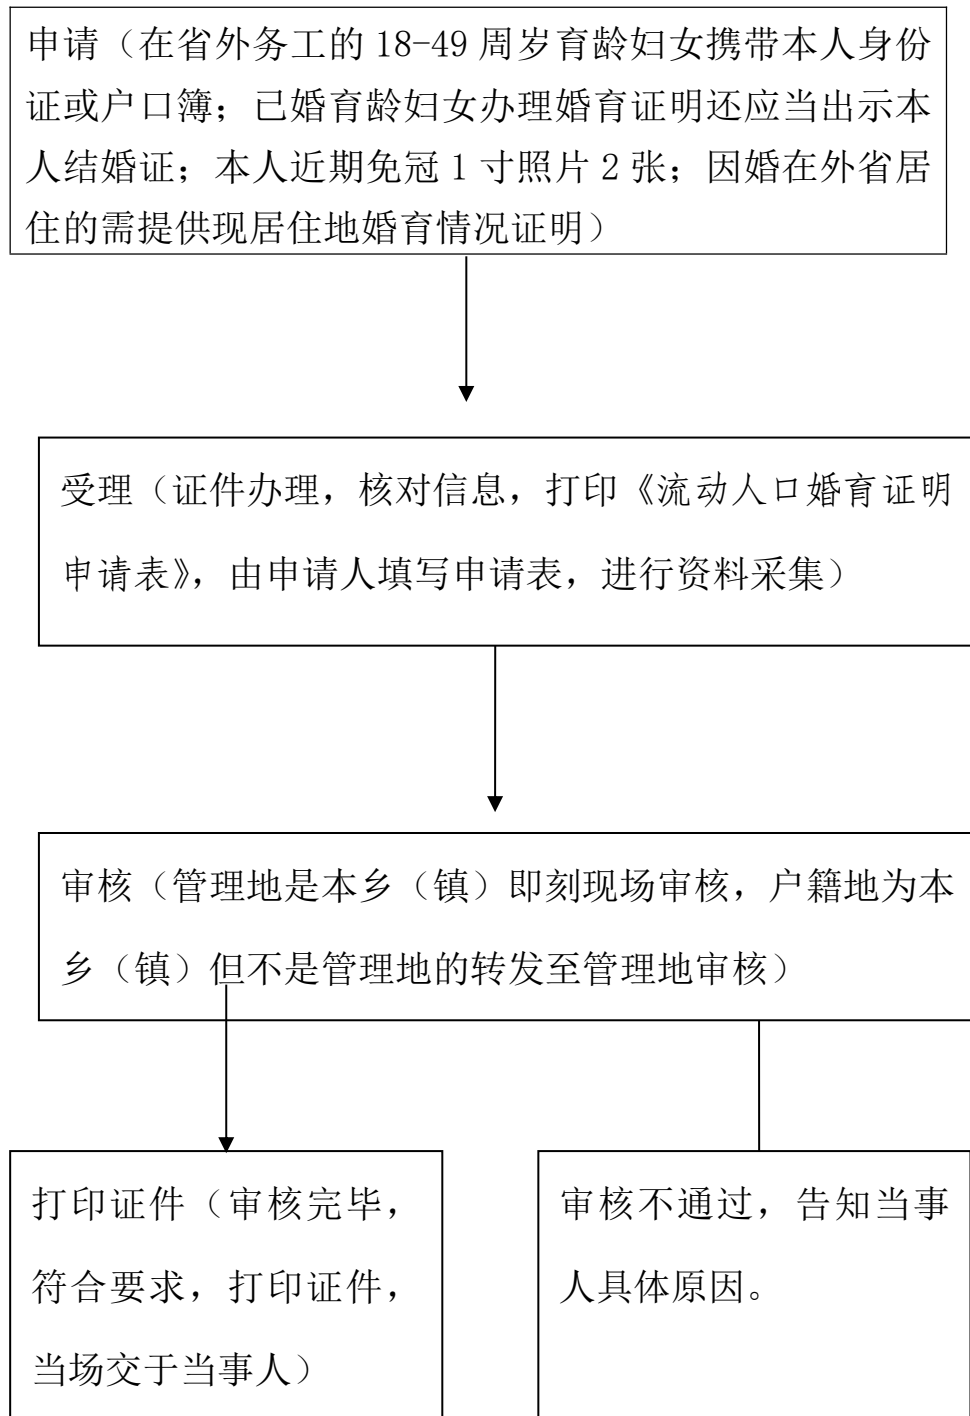 申请（在省外务工的 18-49 周岁育龄妇女携带本人身份
证或户口簿；已婚育龄妇女办理婚育证明还应当出示本
人结婚证；本人近期免冠 1 寸照片 2 张；因婚在外省居
住的需提供现居住地婚育情况证明）
受理（证件办理，核对信息，打印《流动人口婚育证明
申请表》，由申请人填写申请表，进行资料采集）
审核（管理地是本乡（镇）即刻现场审核，户籍地为本
乡（镇）但不是管理地的转发至管理地审核）
打印证件（审核完毕，
符合要求，打印证件，
当场交于当事人）
审核不通过，告知当事
人具体原因。